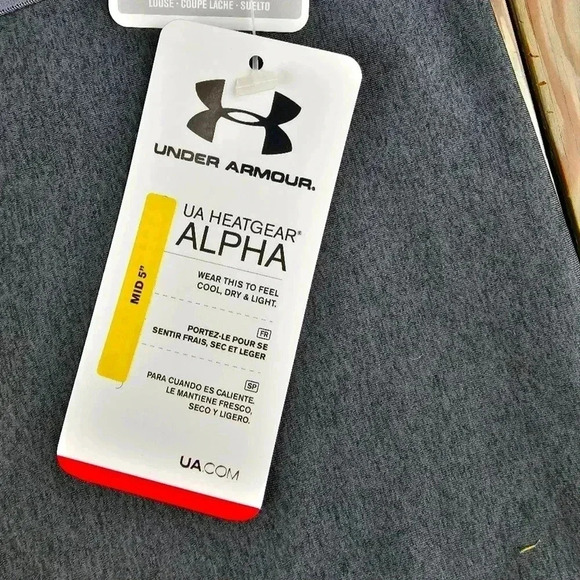 LOOSE · COUPE LÂCHE · SUELTO
UNDER ARMOUR.
UA HEATGEAR®
ALPHA
MID 5"
WEAR THIS TO FEEL
COOL, DRY & LIGHT.
FR
PORTEZ-LE POUR SE
SENTIR FRAIS, SEC ET LEGER
SP
PARA CUANDO ES CALIENTE.
LE MANTIENE FRESCO,
SECO Y LIGERO.
UA.COM